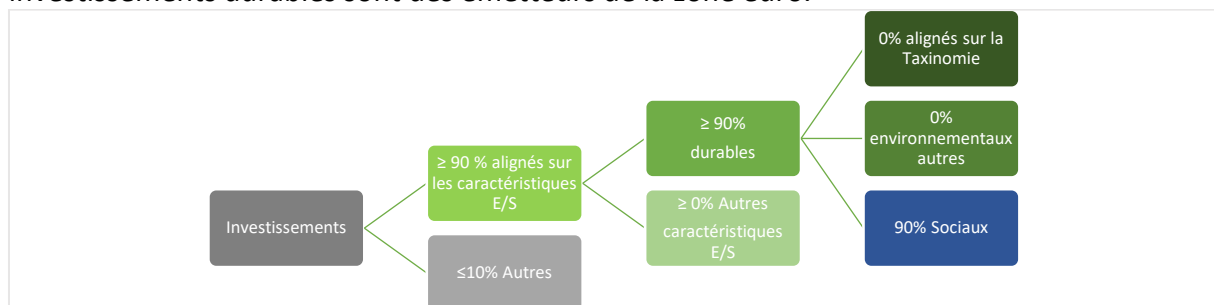 investissements durables sont des émetteurs de la zone euro.
Investissements
≥ 90 % alignés sur
les caractéristiques
E/S
≤10% Autres
≥ 90%
durables
≥ 0% Autres
caractéristiques
E/S
0% alignés sur la
Taxinomie
0%
environnementaux
autres
90% Sociaux